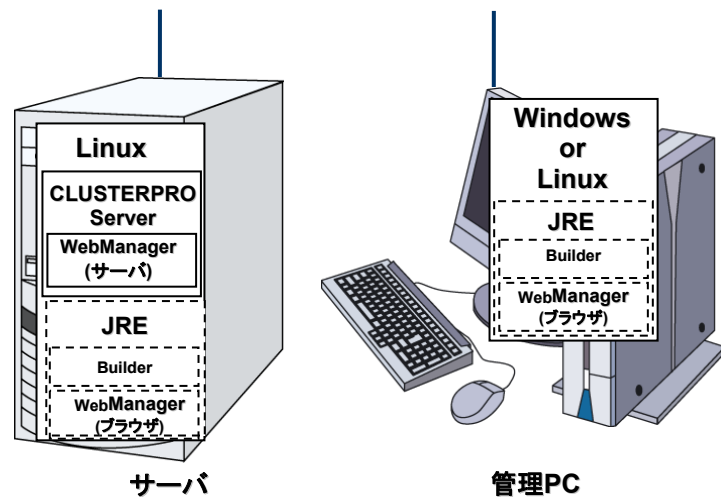 Linux
CLUSTERPRO
Server
WebManager
(サーバ)
JRE
Builder
WebManager
(ブラウザ)
サーバ
Windows
or
Linux
JRE
Builder
WebManager
(ブラウザ)
管理PC